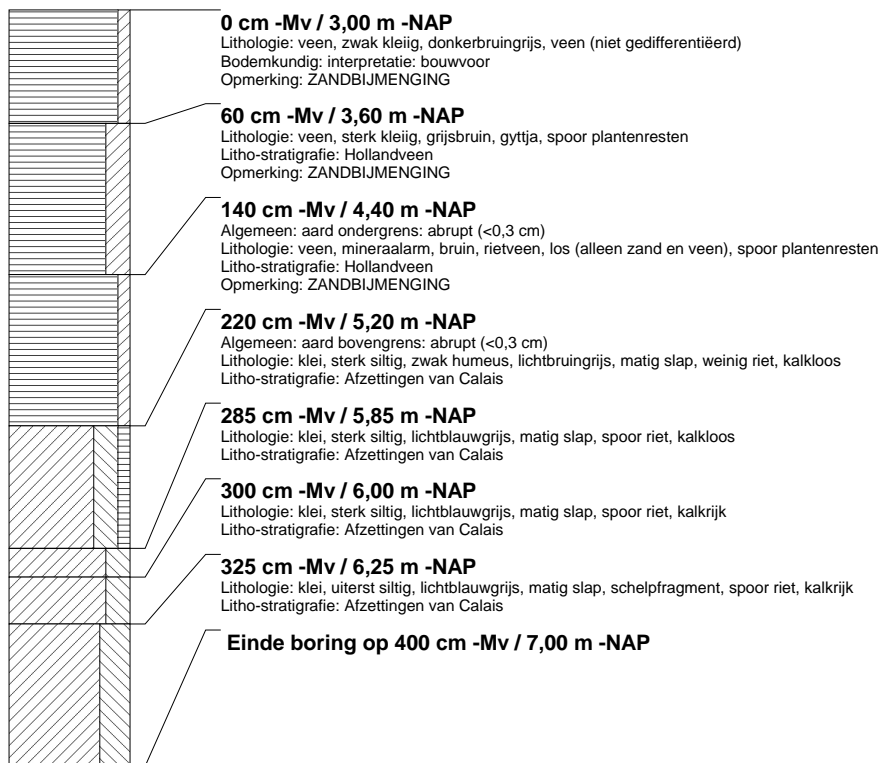 0 cm -Mv / 3,00 m -NAP
Lithologie: veen, zwak kleiig, donkerbruingrijs, veen (niet gedifferentiëerd)
Bodemkundig: interpretatie: bouwvoor
Opmerking: ZANDBIJMENGING
60 cm -Mv / 3,60 m -NAP
Lithologie: veen, sterk kleiig, grijsbruin, gyttja, spoor plantenresten
Litho-stratigrafie: Hollandveen
Opmerking: ZANDBIJMENGING
140 cm -Mv / 4,40 m -NAP
Algemeen: aard ondergrens: abrupt (<0,3 cm)
Lithologie: veen, mineraalarm, bruin, rietveen, los (alleen zand en veen), spoor plantenresten
Litho-stratigrafie: Hollandveen
Opmerking: ZANDBIJMENGING
220 cm -Mv / 5,20 m -NAP
Algemeen: aard bovengrens: abrupt (<0,3 cm)
Lithologie: klei, sterk siltig, zwak humeus, lichtbruingrijs, matig slap, weinig riet, kalkloos
Litho-stratigrafie: Afzettingen van Calais
285 cm -Mv / 5,85 m -NAP
Lithologie: klei, sterk siltig, lichtblauwgrijs, matig slap, spoor riet, kalkloos
Litho-stratigrafie: Afzettingen van Calais
300 cm -Mv / 6,00 m -NAP
Lithologie: klei, sterk siltig, lichtblauwgrijs, matig slap, spoor riet, kalkrijk
Litho-stratigrafie: Afzettingen van Calais
325 cm -Mv / 6,25 m -NAP
Lithologie: klei, uiterst siltig, lichtblauwgrijs, matig slap, schelpfragment, spoor riet, kalkrijk
Litho-stratigrafie: Afzettingen van Calais
Einde boring op 400 cm -Mv / 7,00 m -NAP